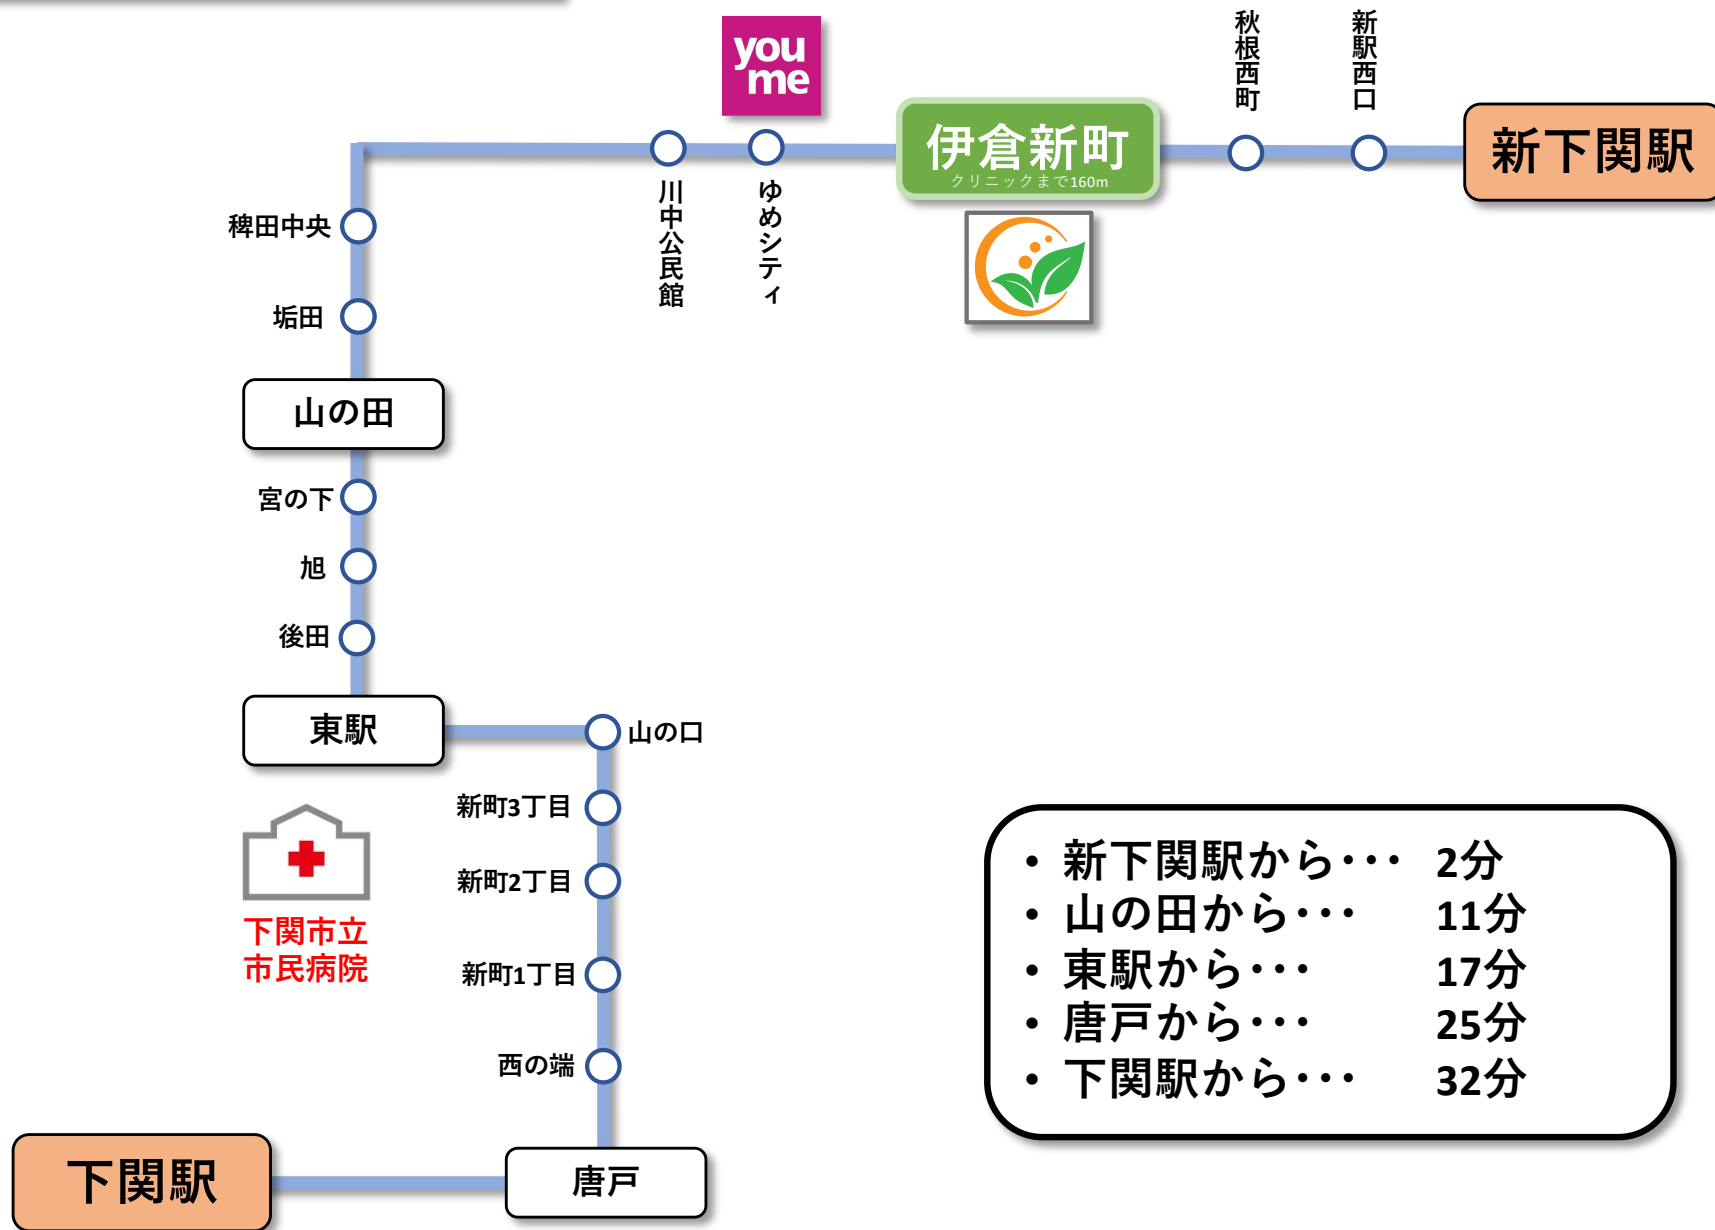 you
me
秋根西町
新駅西口
伊倉新町
クリニックまで160m
新下関駅
川中公民館
ゆめシティ
稗田中央
垢田
山の田
宮の下
旭
後田
東駅
山の口
新町3丁目
新町2丁目
新町1丁目
西の端
下関市立
市民病院
下関駅
唐戸
・ 新下関駅から・・・ 2分
・ 山の田から・・・ 11分
・ 東駅から・・・ 17分
・ 唐戸から・・・ 25分
・ 下関駅から・・・ 32分